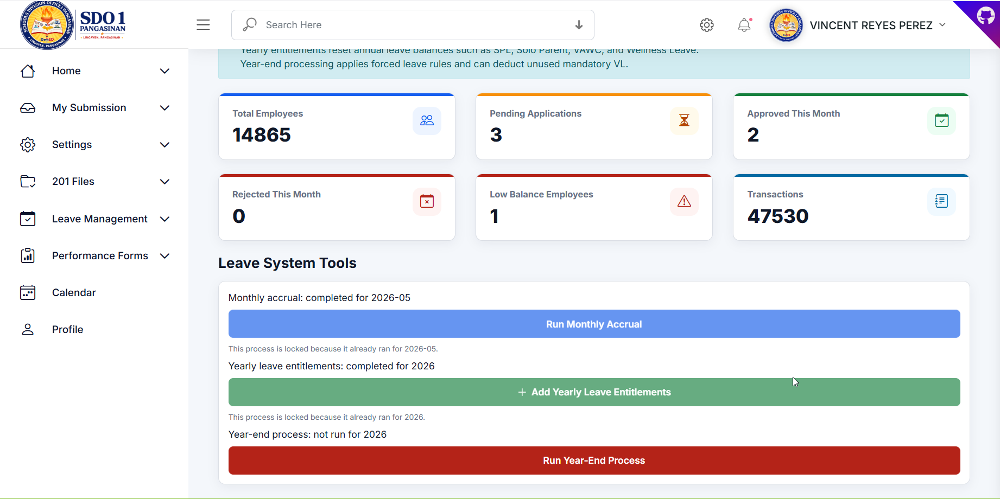 SDO 1
PANGASINAN
LINGAYEN, PANGASINAN
Search Here
VINCENT REYES PEREZ
Home
My Submission
Settings
201 Files
Leave Management
Performance Forms
Calendar
Profile
Yearly entitlements reset annual leave balances such as SPL, Solo Parent, VAWC, and Wellness Leave.
Year-end processing applies forced leave rules and can deduct unused mandatory VL.
Total Employees
14865
Pending Applications
3
Approved This Month
2
Rejected This Month
0
Low Balance Employees
1
Transactions
47530
Leave System Tools
Monthly accrual: completed for 2026-05
Run Monthly Accrual
This process is locked because it already ran for 2026-05.
Yearly leave entitlements: completed for 2026
+ Add Yearly Leave Entitlements
This process is locked because it already ran for 2026.
Year-end process: not run for 2026
Run Year-End Process